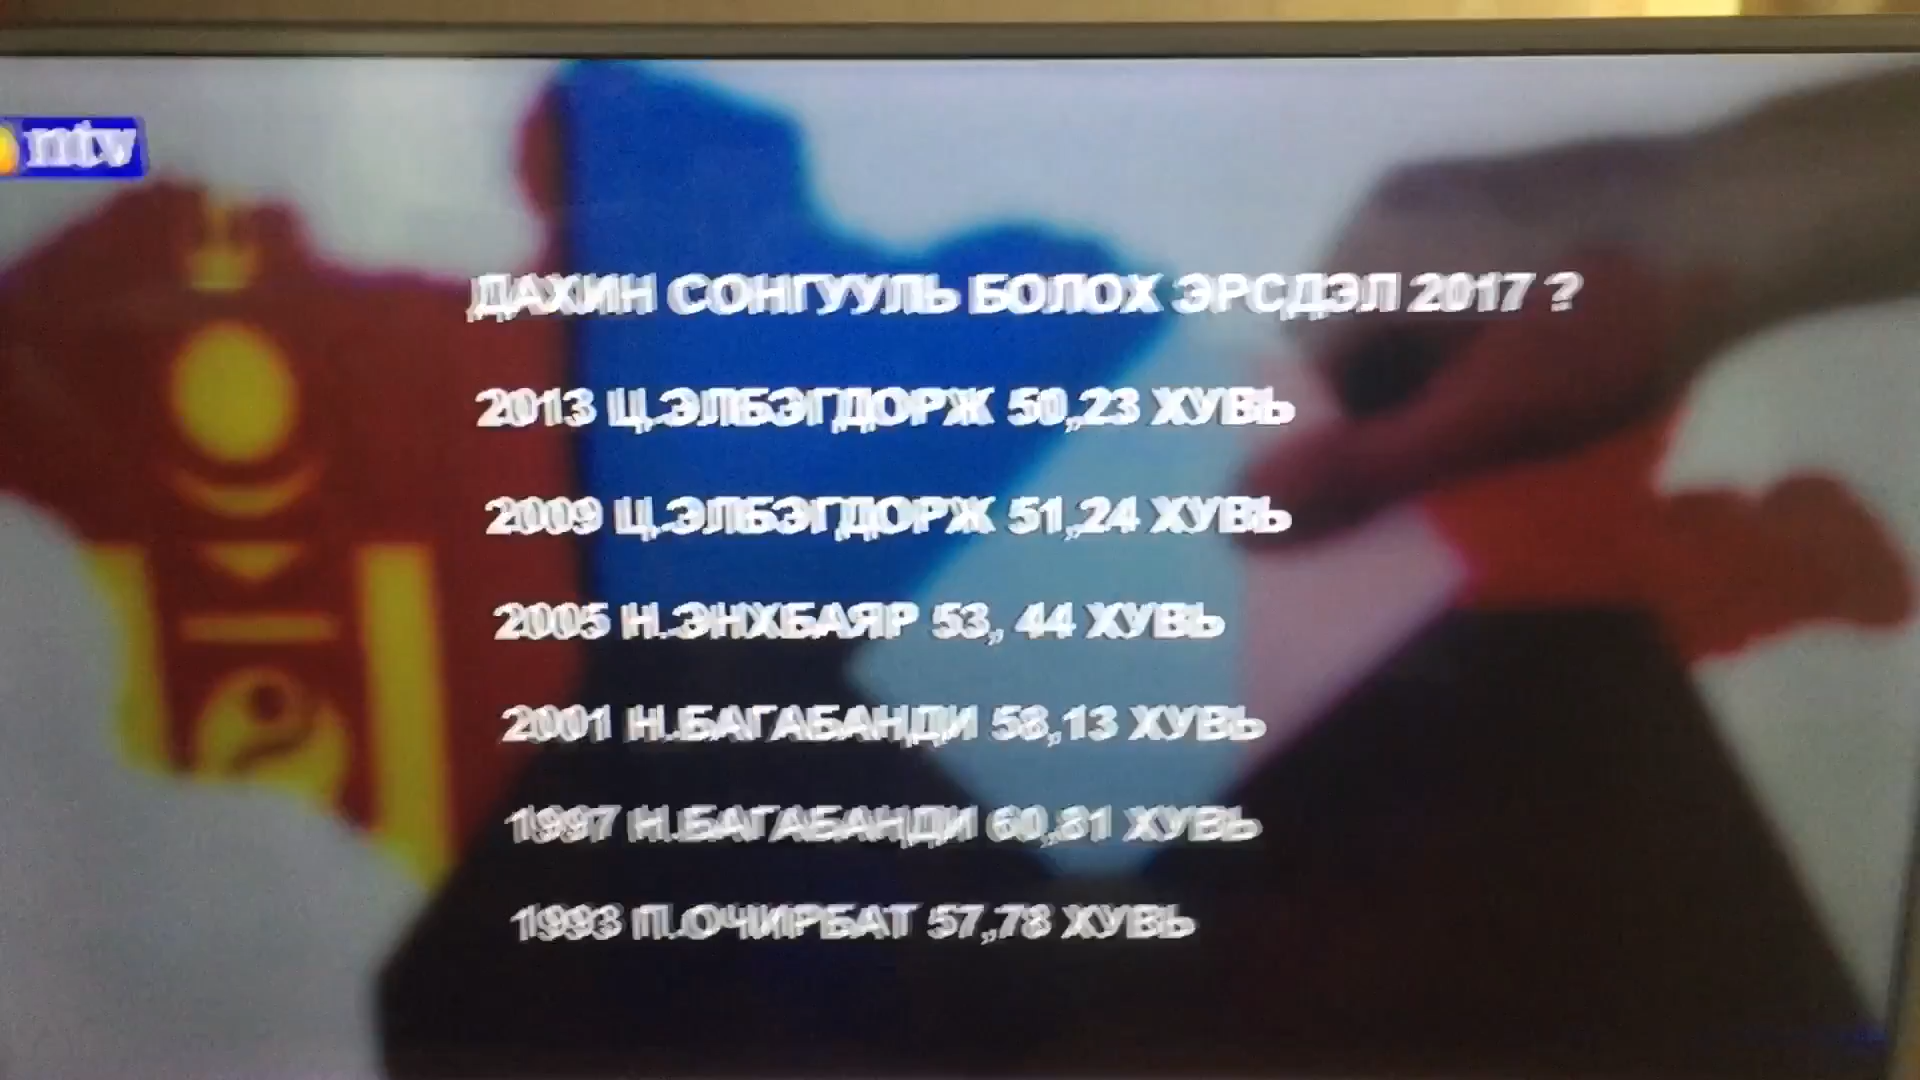 ntv
ДАХИН СОНГУУЛЬ БОЛОХ ЭРСДЭЛ 2017 ?
2013 Ц.ЭЛБЭГДОРЖ 50,23 ХУВЬ
2009 Ц.ЭЛБЭГДОРЖ 51,24 ХУВЬ
2005 Н.ЭНХБАЯР 53, 44 ХУВЬ
2001 Н.БАГАБАНДИ 58,13 ХУВЬ
1997 Н.БАГАБАНДИ 60,81 ХУВЬ
1993 П.ОЧИРБАТ 57,78 ХУВЬ